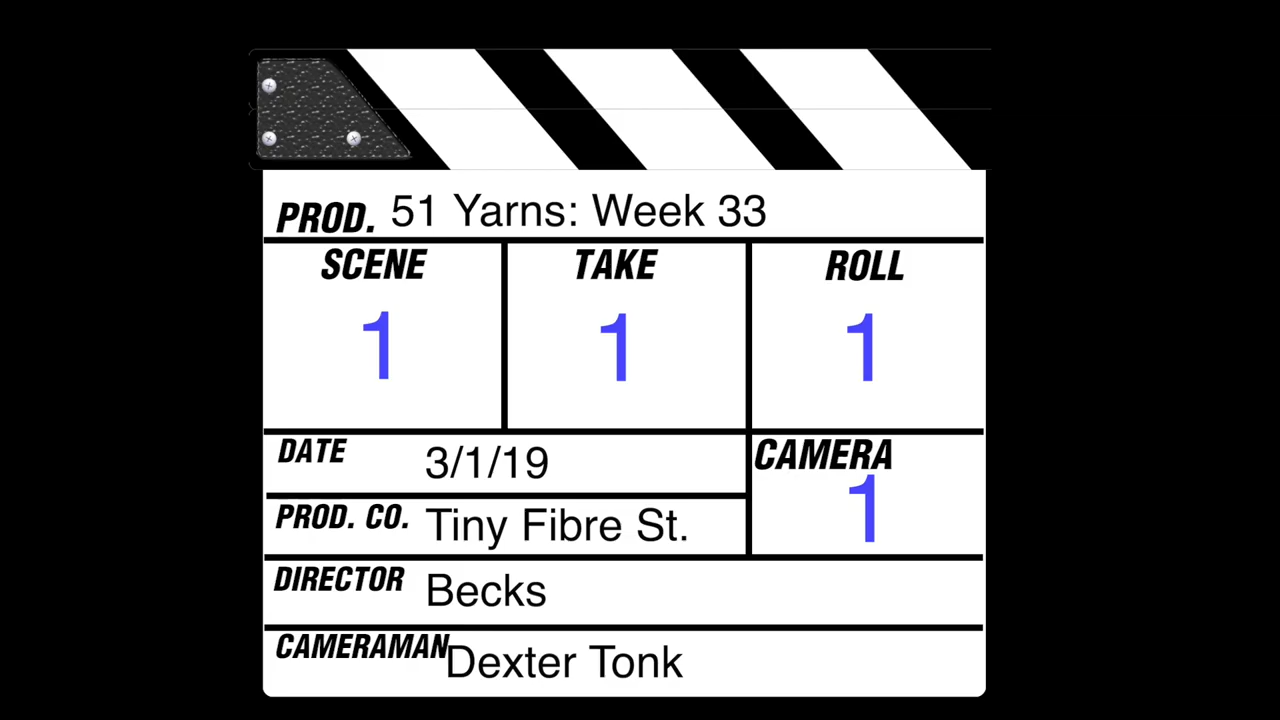 PROD. 51 Yarns: Week 33
SCENE TAKE ROLL
1 1 1
DATE 3/1/19 CAMERA
1
PROD. CO. Tiny Fibre St.
DIRECTOR Becks
CAMERAMAN Dexter Tonk